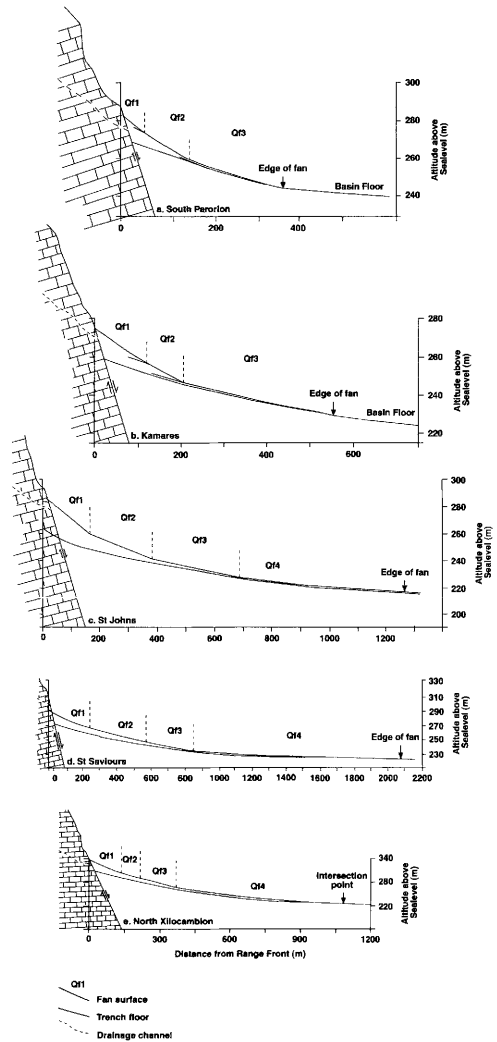 Qf1
Qf2
Qf3
Edge of fan
Basin Floor
a. South Parorion
0
200
400
300
280
260
240
Altitude above
Sealevel (m)
Qf1
Qf2
Qf3
Edge of fan
Basin Floor
b. Kamares
0
200
400
600
280
260
240
220
Altitude above
Sealevel (m)
Qf1
Qf2
Qf3
Qf4
Edge of fan
c. St Johns
0
200
400
600
800
1000
1200
300
280
260
240
220
200
190
Altitude above
Sealevel (m)
Qf1
Qf2
Qf3
Qf4
Edge of fan
d. St Saviours
0
200
400
600
800
1000
1200
1400
1600
1800
2000
2200
330
310
290
270
250
230
Altitude above
Sealevel (m)
Qf1
Qf2
Qf3
Qf4
Intersection
point
e. North Xilocambion
0
300
600
900
1200
340
280
220
Altitude above
Sealevel (m)
Distance from Range Front (m)
Qf1
Fan surface
Trench floor
Drainage channel